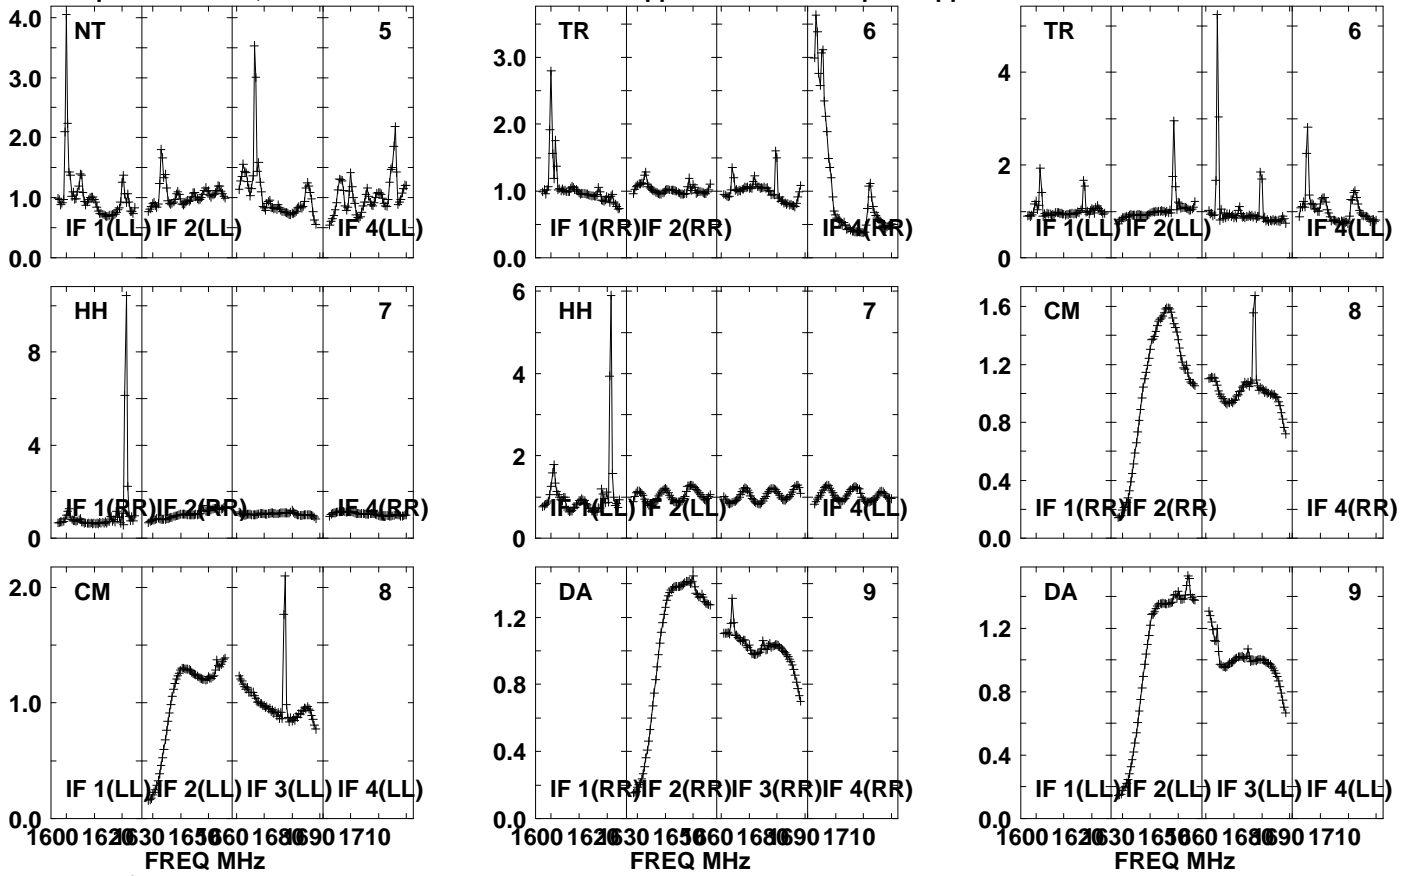 NT 5 TR 6 TR 6
4.0
3.0
2.0
1.0
0.0
3.0
2.0
1.0
0.0
4
2
0
IF 1(LL) IF 2(LL) IF 4(LL)
IF 1(RR) IF 2(RR) IF 4(RR)
IF 1(LL) IF 2(LL) IF 4(LL)
HH 7 HH 7 CM 8
8
4
0
6
4
2
0
1.6
1.2
0.8
0.4
0.0
IF 1(RR) IF 2(RR) IF 4(RR)
IF 1(LL) IF 2(LL) IF 4(LL)
IF 1(RR) IF 2(RR) IF 4(RR)
CM 8 DA 9 DA 9
2.0
1.0
0.0
1.2
0.8
0.4
0.0
1.2
0.8
0.4
0.0
IF 1(LL) IF 2(LL) IF 3(LL) IF 4(LL)
IF 1(RR) IF 2(RR) IF 3(RR) IF 4(RR)
IF 1(LL) IF 2(LL) IF 3(LL) IF 4(LL)
1600 1620 1630 1650 1660 1680 1690 1710
1600 1620 1630 1650 1660 1680 1690 1710
1600 1620 1630 1650 1660 1680 1690 1710
FREQ MHz FREQ MHz FREQ MHz